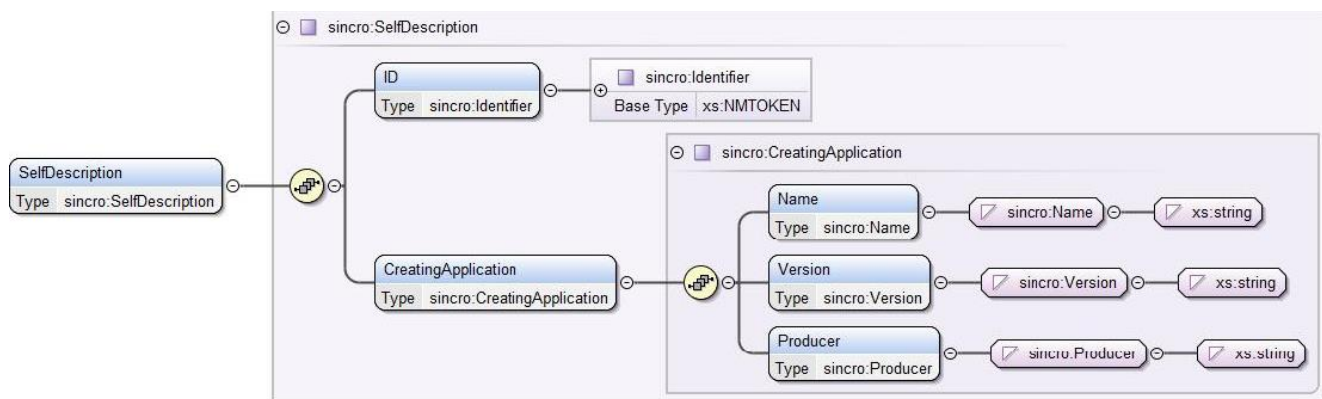 sincro:SelfDescription
ID
Type sincro:Identifier
sincro:Identifier
Base Type xs:NMTOKEN
sincro:CreatingApplication
SelfDescription
Type sincro:SelfDescription
Name
Type sincro:Name
sincro:Name
xs:string
CreatingApplication
Type sincro:CreatingApplication
Version
Type sincro:Version
sincro:Version
xs:string
Producer
Type sincro:Producer
sincro:Producer
xs:string